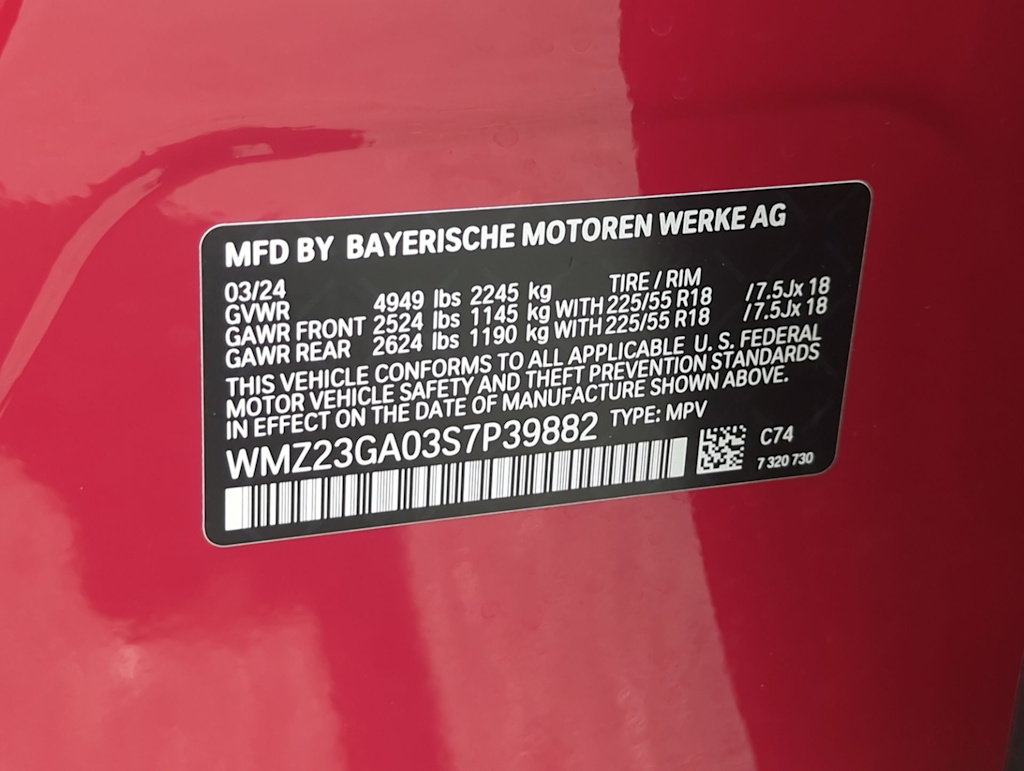 MFD BY BAYERISCHE MOTOREN WERKE AG
03/24 TIRE / RIM
GVWR 4949 lbs 2245 kg
GAWR FRONT 2524 lbs 1145 kg WITH 225/55 R18 /7.5Jx 18
GAWR REAR 2624 lbs 1190 kg WITH 225/55 R18 /7.5Jx 18
THIS VEHICLE CONFORMS TO ALL APPLICABLE U. S. FEDERAL
MOTOR VEHICLE SAFETY AND THEFT PREVENTION STANDARDS
IN EFFECT ON THE DATE OF MANUFACTURE SHOWN ABOVE.
WMZ23GA03S7P39882 TYPE: MPV
C74
7 320 730